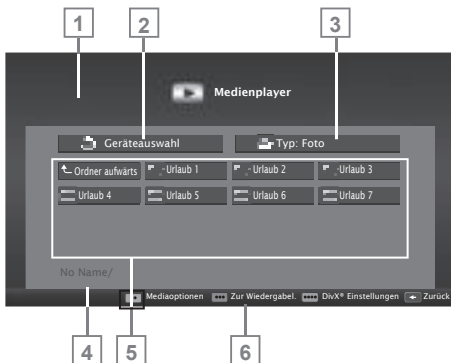 1 2 3
Medienplayer
Geräteauswahl Typ: Foto
Ordner aufwärts Urlaub 1 Urlaub 2 Urlaub 3
Urlaub 4 Urlaub 5 Urlaub 6 Urlaub 7
No Name/
Mediaoptionen Zur Wiedergabel. DivX® Einstellungen Zurück
4 5 6